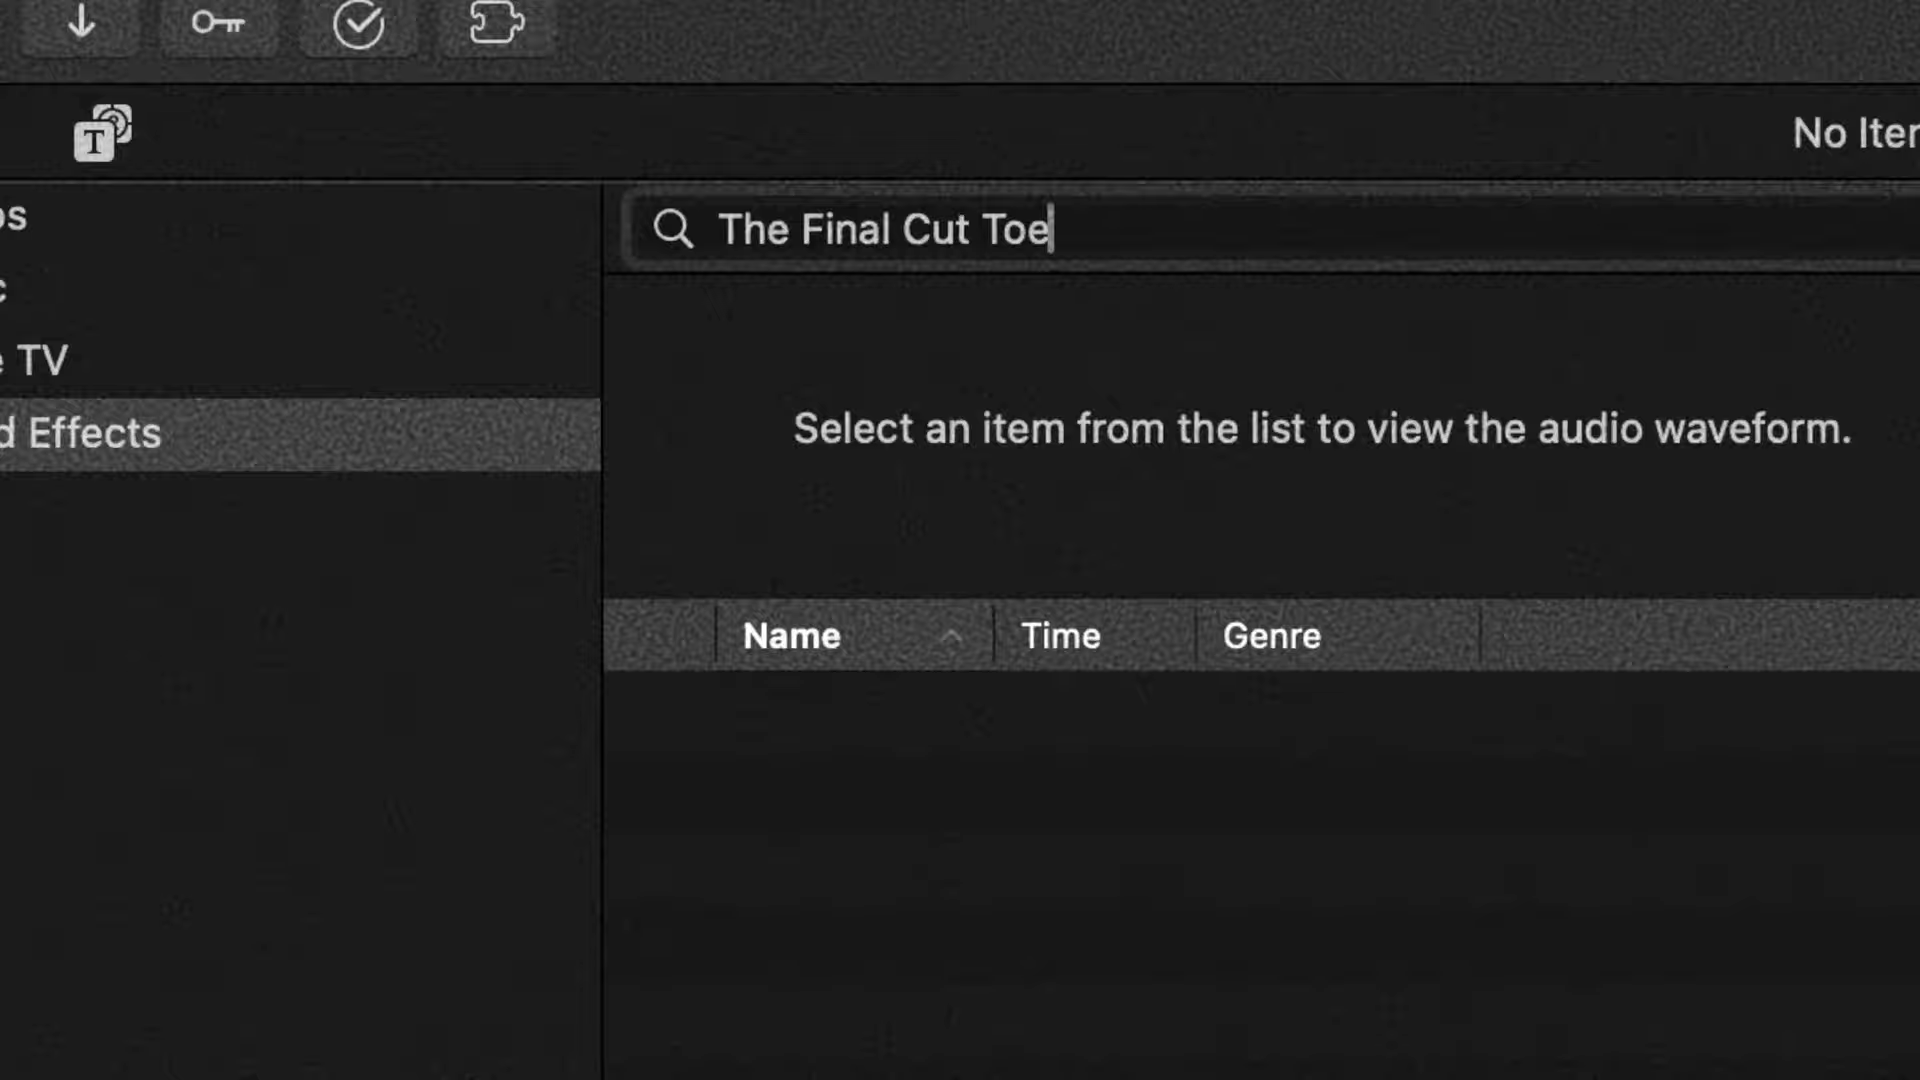 T
No Iter
os
The Final Cut Toe
c
e TV
Select an item from the list to view the audio waveform.
d Effects
Name Time Genre